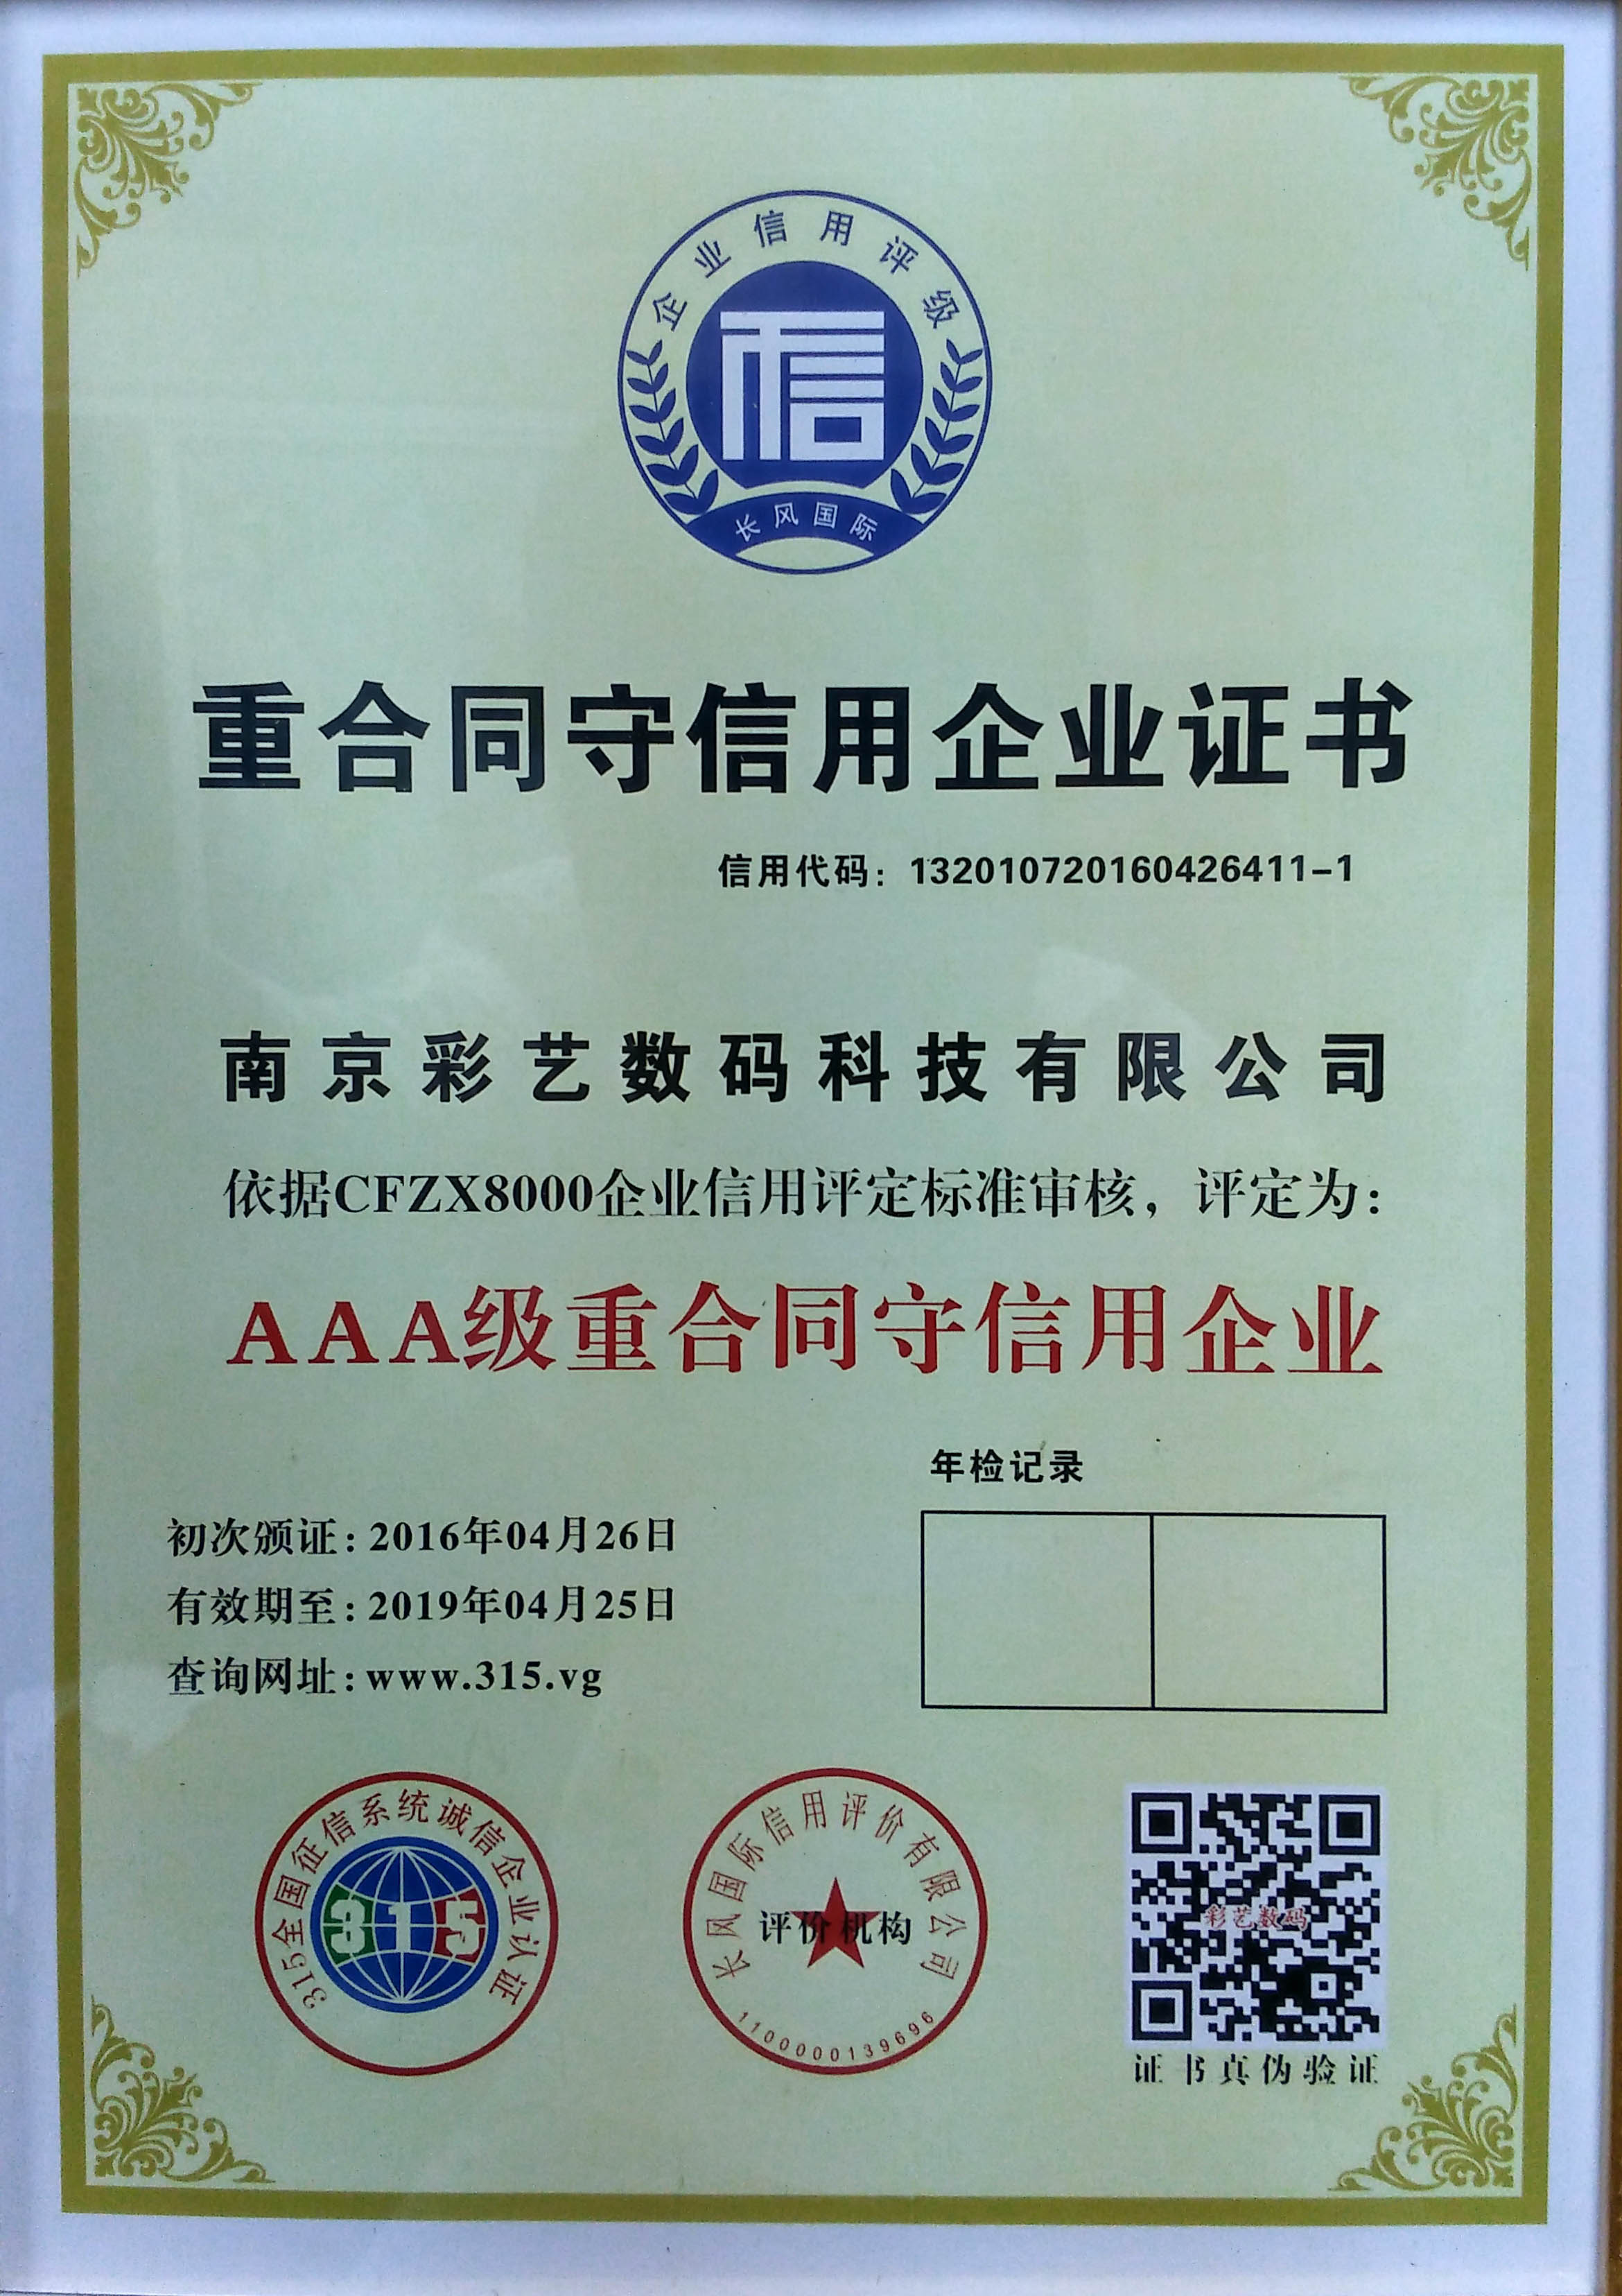 企业信用评级
信
长风国际
重合同守信用企业证书
信用代码：132010720160426411-1
南京彩艺数码科技有限公司
依据CFZX8000企业信用评定标准审核，评定为：
AAA级重合同守信用企业
年检记录
初次颁证：2016年04月26日
有效期至：2019年04月25日
查询网址：www.315.vg
315全国征信系统诚信企业认证
315
长风国际信用评价有限公司
评价机构
1100000139696
彩艺数码
证书真伪验证